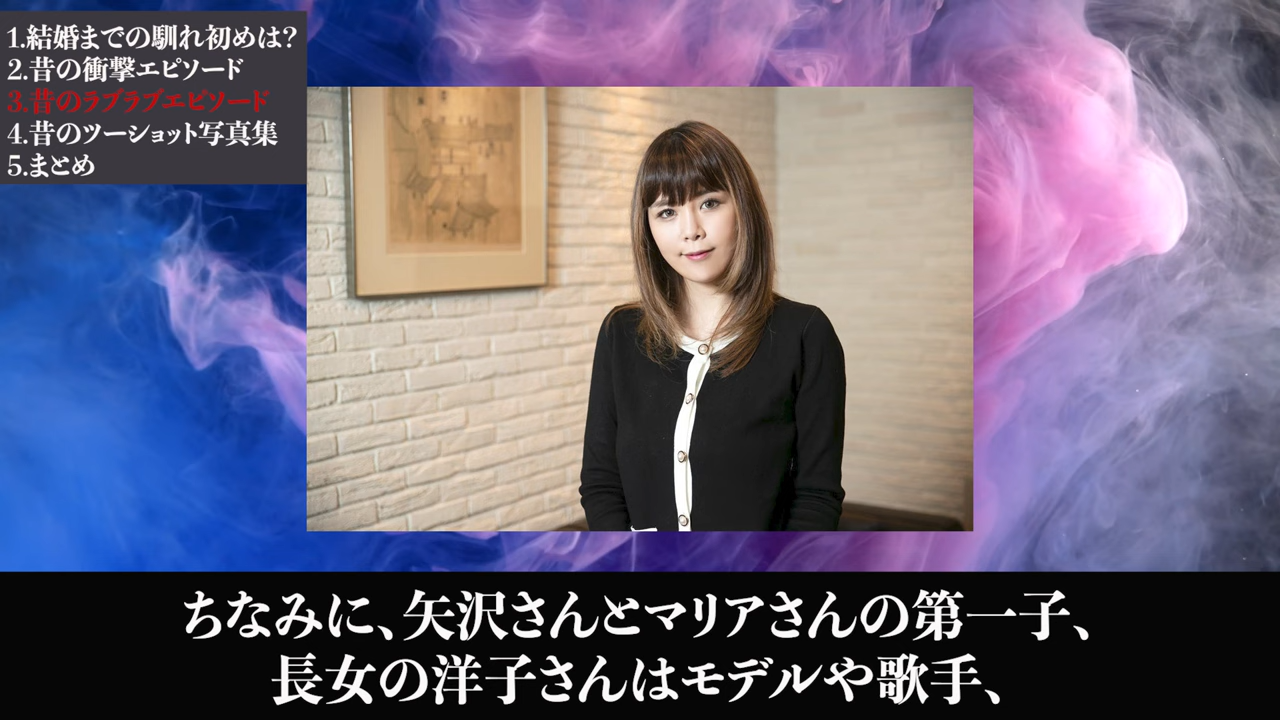 1.結婚までの馴れ初めは?
2.昔の衝撃エピソード
3.昔のラブラブエピソード
4.昔のツーショット写真集
5.まとめ
ちなみに、矢沢さんとマリアさんの第一子、
長女の洋子さんはモデルや歌手、